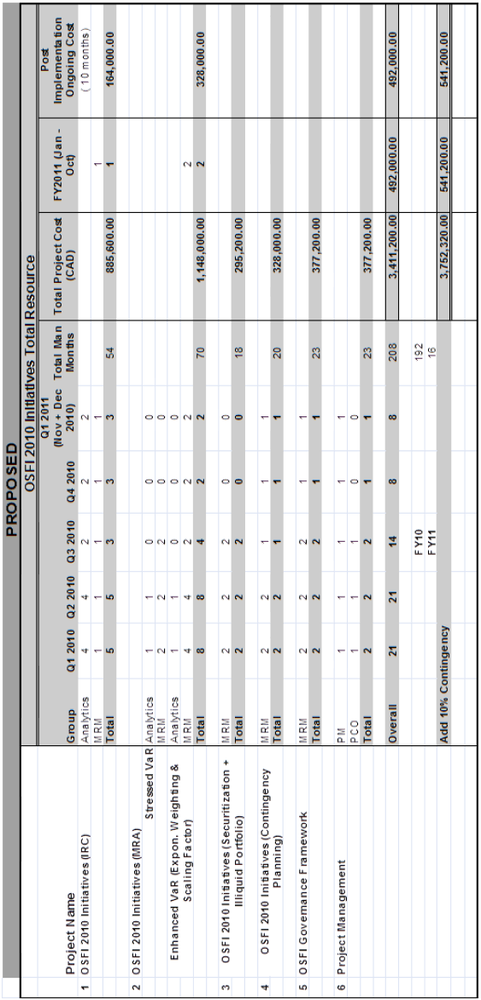 PROPOSED
OSFI 2010 Initiatives Total Resource
Project Name Group Q1 2010 Q2 2010 Q3 2010 Q4 2010 Q1 2011 (Nov + Dec 2010) Total Man Months Total Project Cost (CAD) FY2011 (Jan - Oct) Post Implementation Ongoing Cost
1 OSFI 2010 Initiatives (IRC) Analytics 4 4 2 2 2 (10 months)
MRM 1 1 1 1 1 1
Total 5 5 3 3 3 54 885,600.00 1 164,000.00
2 OSFI 2010 Initiatives (MRA)
Stressed VaR Analytics 1 1 0 0 0
MRM 2 2 2 0 0
Enhanced VaR (Expon. Weighting & Analytics 1 1 0 0 0
Scaling Factor) MRM 4 4 2 2 2 2
Total 8 8 4 2 2 70 1,148,000.00 2 328,000.00
3 OSFI 2010 Initiatives (Securitization + MRM 2 2 2 0 0
Illiquid Portfolio) Total 2 2 2 0 0 18 295,200.00
4 OSFI 2010 Initiatives (Contingency MRM 2 2 1 1 1
Planning) Total 2 2 1 1 1 20 328,000.00
5 OSFI Governance Framework MRM 2 2 2 1 1
Total 2 2 2 1 1 23 377,200.00
6 Project Management PM 1 1 1 1 1
PCO 1 1 1 0 0
Total 2 2 2 1 1 23 377,200.00
Overall 21 21 14 8 8 208 3,411,200.00 492,000.00 492,000.00
FY10 192
FY11 16
Add 10% Contingency 3,752,320.00 541,200.00 541,200.00